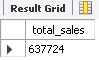 Result Grid
total_sales
637724